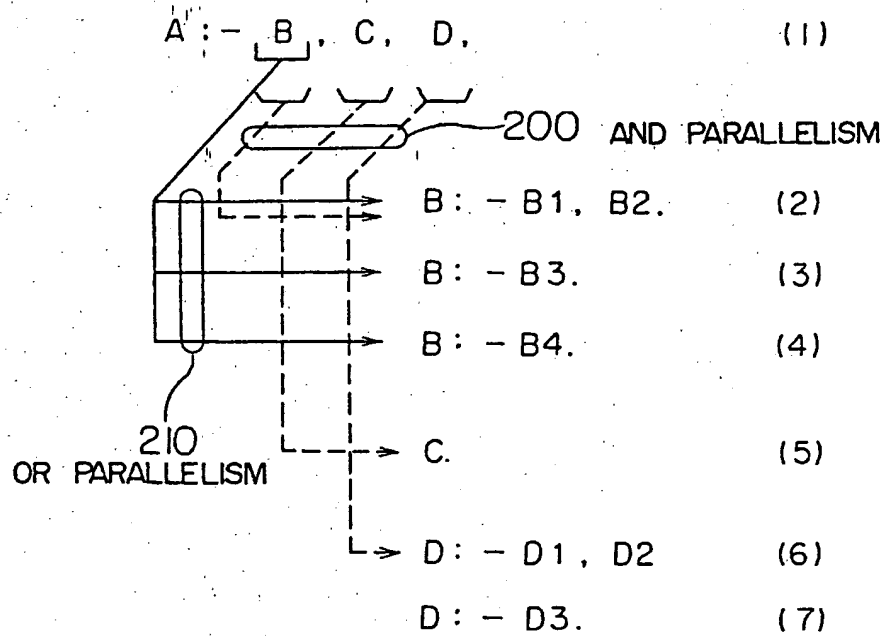 A :- B, C, D, (1)
200 AND PARALLELISM
B: - B1, B2. (2)
B: - B3. (3)
B: - B4. (4)
210
OR PARALLELISM
C. (5)
D: - D1, D2 (6)
D: - D3. (7)